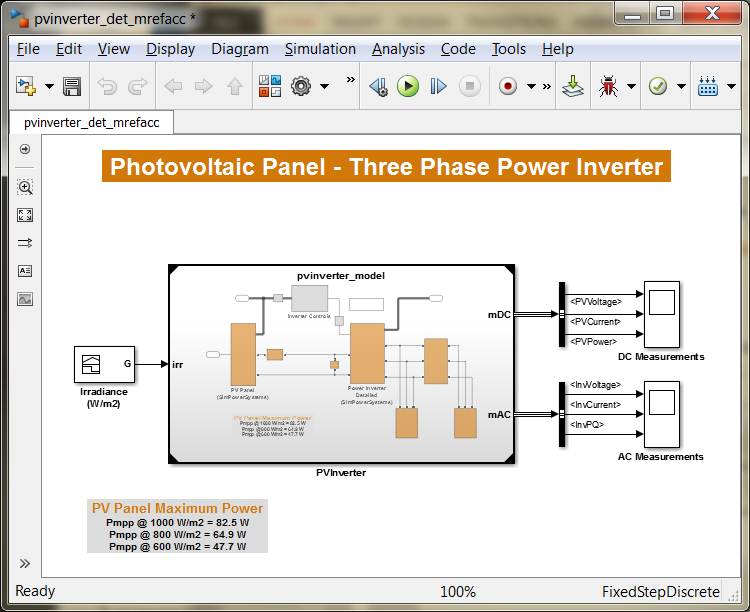 pvinverter_det_mrefacc *
File Edit View Display Diagram Simulation Analysis Code Tools Help
»
»
pvinverter_det_mrefacc
Photovoltaic Panel - Three Phase Power Inverter
pvinverter_model
Inverter Controls
mDC
<PVVoltage>
<PVCurrent>
<PVPower>
DC Measurements
G
irr
Irradiance
(W/m2)
PV Panel
(SimPowerSystems)
Power Inverter
Detailed
(SimPowerSystems)
mAC
<InvVoltage>
<InvCurrent>
<InvPQ>
AC Measurements
PV Panel Maximum Power
Pmpp @ 1000 W/m2 = 82.5 W
Pmpp @ 800 W/m2 = 64.9 W
Pmpp @ 600 W/m2 = 47.7 W
PVInverter
PV Panel Maximum Power
Pmpp @ 1000 W/m2 = 82.5 W
Pmpp @ 800 W/m2 = 64.9 W
Pmpp @ 600 W/m2 = 47.7 W
»
Ready 100% FixedStepDiscrete